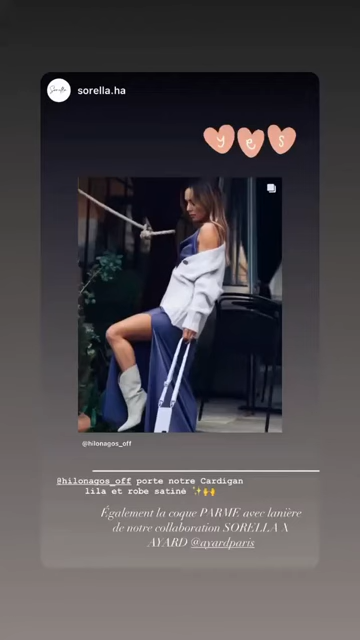 sorella.ha
yes
@hilonagos_off
@hilonagos_off porte notre Cardigan
lila et robe satiné ✨🙌
Également la coque PARME avec lanière
de notre collaboration SORELLA X
AYARD @ayardparis